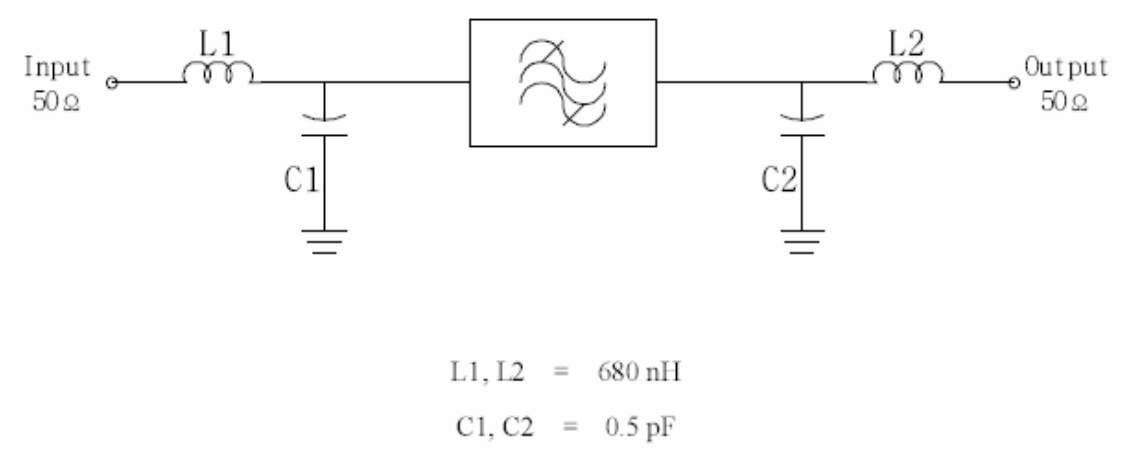 L1
L2
Input
50Ω
Output
50Ω
C1
C2
L1, L2 = 680 nH
C1, C2 = 0.5 pF